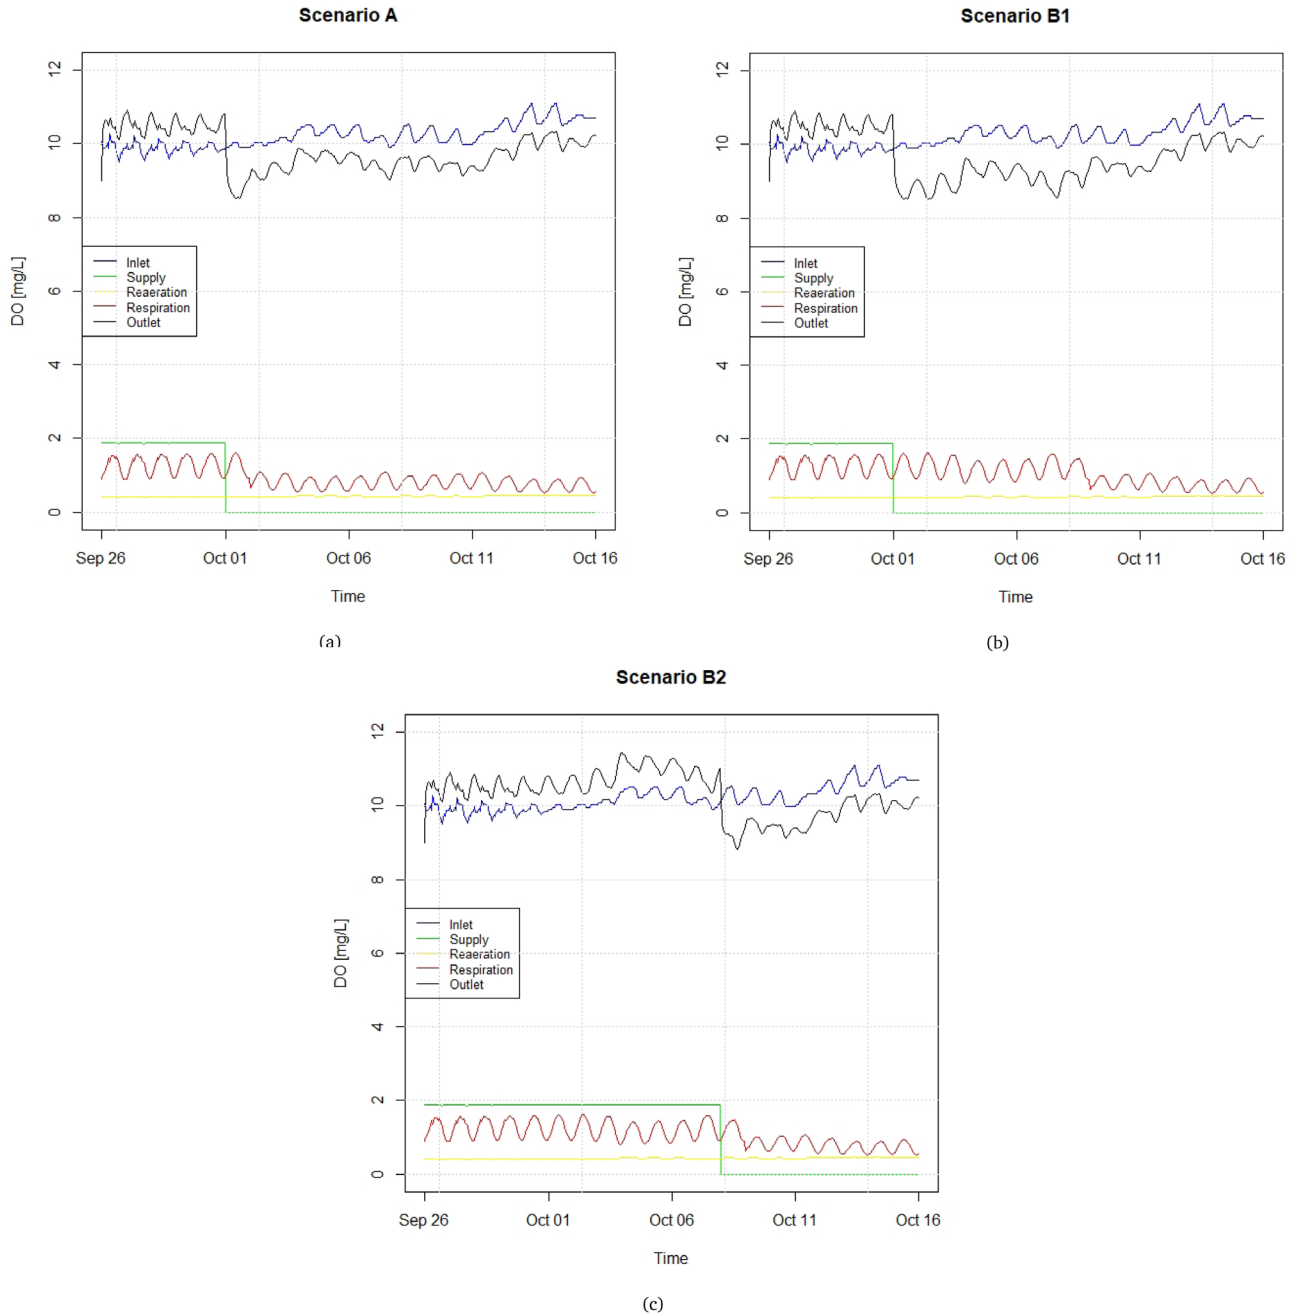 Scenario A
12
10
8
6
4
2
0
DO [mg/L]
Inlet
Supply
Reaeration
Respiration
Outlet
Sep 26
Oct 01
Oct 06
Oct 11
Oct 16
Time
(a)
Scenario B1
12
10
8
6
4
2
0
DO [mg/L]
Inlet
Supply
Reaeration
Respiration
Outlet
Sep 26
Oct 01
Oct 06
Oct 11
Oct 16
Time
(b)
Scenario B2
12
10
8
6
4
2
0
DO [mg/L]
Inlet
Supply
Reaeration
Respiration
Outlet
Sep 26
Oct 01
Oct 06
Oct 11
Oct 16
Time
(c)